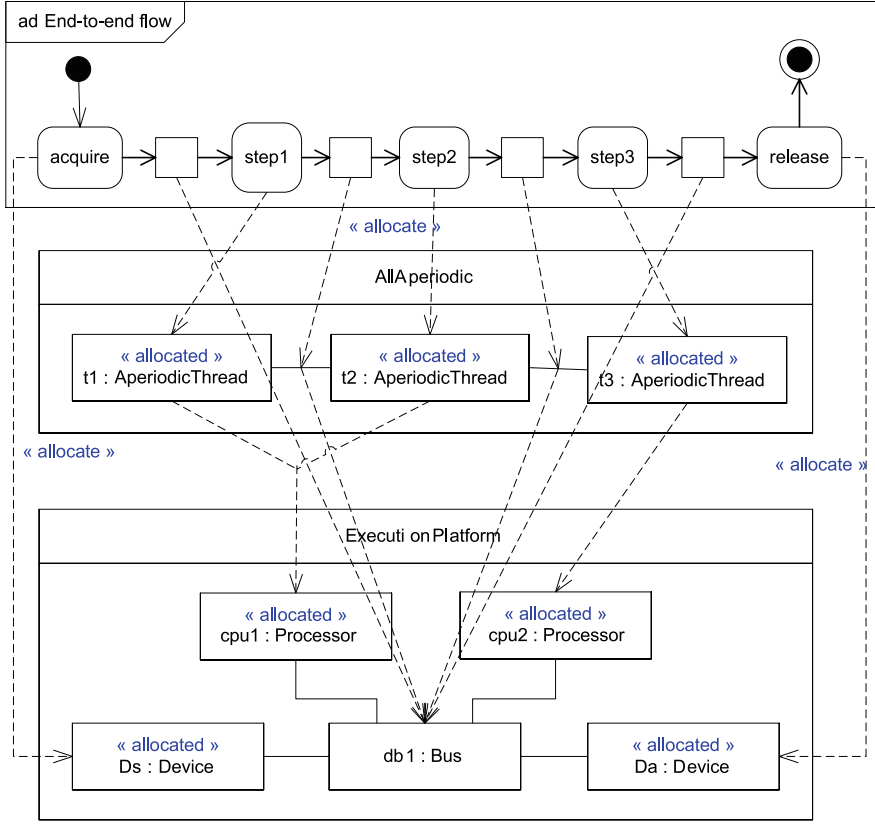 ad End-to-end flow
acquire
step1
step2
step3
release
« allocate »
AllAperiodic
« allocated »
t1 : AperiodicThread
« allocated »
t2 : AperiodicThread
« allocated »
t3 : AperiodicThread
« allocate »
« allocate »
Executi onPlatform
« allocated »
cpu1 : Processor
« allocated »
cpu2 : Processor
« allocated »
Ds : Device
db1 : Bus
« allocated »
Da : Device